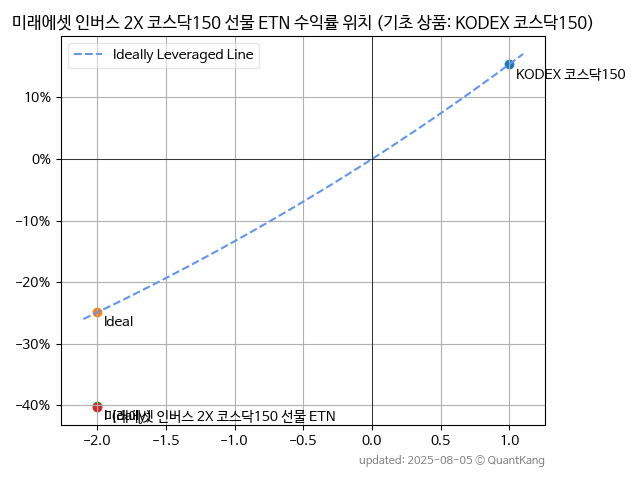 미래에셋 인버스 2X 코스닥150 선물 ETN 수익률 위치 (기초 상품: KODEX 코스닥150)
Ideally Leveraged Line
KODEX 코스닥150
10%
0%
−10%
−20%
Ideal
−30%
−40%
미래에셋 인버스 2X 코스닥150 선물 ETN
−2.0 −1.5 −1.0 −0.5 0.0 0.5 1.0
updated: 2025-08-05 © QuantKang